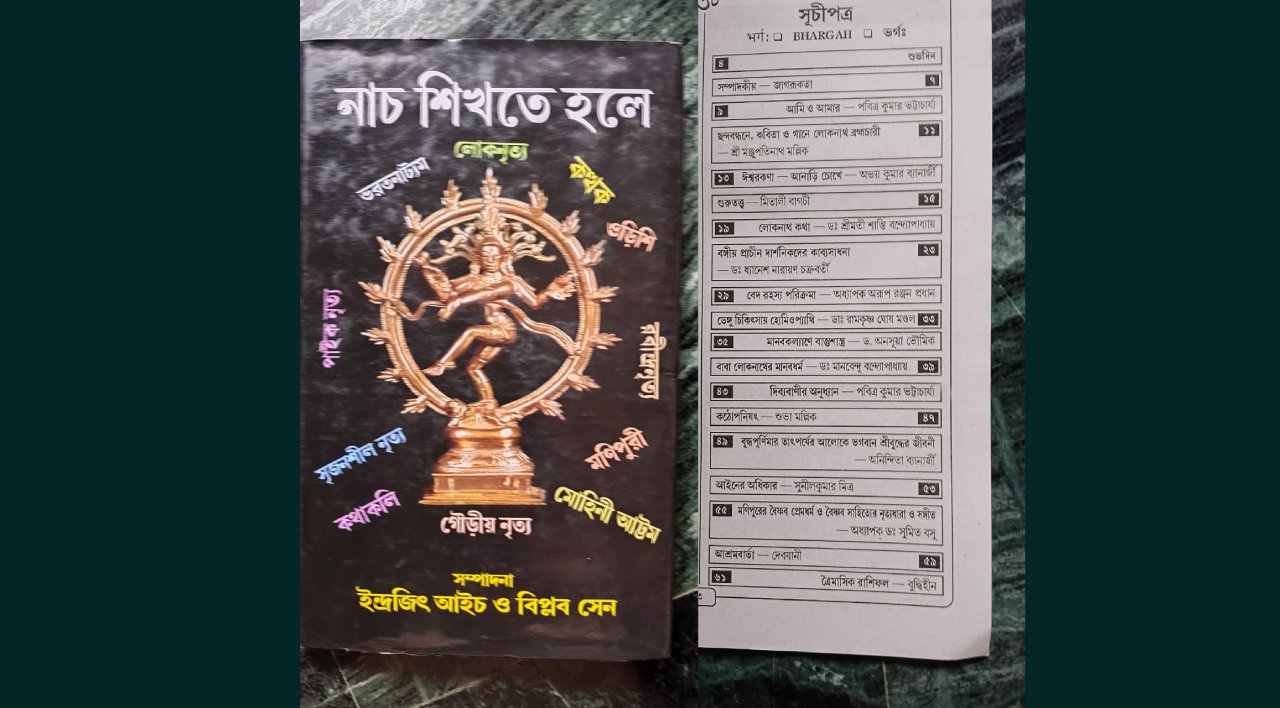 নাচ শিখতে হলে
লোকনৃত্য
ভরতনাট্যম
কত্থক
ওড়িশি
পথিক নৃত্য
রবীন্দ্রনৃত্য
সৃজনশীল নৃত্য
মণিপুরী
কথাকলি
মোহিনী আট্টম
গৌড়ীয় নৃত্য
সম্পাদনা
ইন্দ্রজিৎ আইচ ও বিপ্লব সেন
সূচীপত্র
ভর্গ: ❏ BHARGAH ❏ ভর্গঃ
৪ শুভদিন
সম্পাদকীয় — জাগরূকতা ৭
৯ আমি ও আমার — পবিত্র কুমার ভট্টাচার্য্য
ছন্দবন্ধনে, কবিতা ও গানে লোকনাথ ব্রহ্মচারী ১১
— শ্রী মঞ্জুপতিনাথ মল্লিক
১৩ ঈশ্বরকণা — আনাড়ি চোখে — অভয় কুমার ব্যানার্জী
গুরুতত্ত্ব — মিতালী বাগচী ১৫
১৯ লোকনাথ কথা — ডঃ শ্রীমতী শান্তি বন্দ্যোপাধ্যায়
বঙ্গীয় প্রাচীন দার্শনিকদের কাব্যসাধনা ২৩
— ডঃ ধ্যানেশ নারায়ণ চক্রবর্তী
২৯ বেদ রহস্য পরিক্রমা — অধ্যাপক অরূপ রঞ্জন প্রধান
ডেঙ্গু চিকিৎসায় হোমিওপ্যাথি — ডাঃ রামকৃষ্ণ ঘোষ মণ্ডল ৩৩
৩৫ মানবকল্যাণে বাস্তুশাস্ত্র — ড. অনসূয়া ভৌমিক
বাবা লোকনাথের মানবধর্ম — ডঃ মানবেন্দু বন্দ্যোপাধ্যায় ৩৯
৪৩ দিব্যবাণীর অনুধ্যান — পবিত্র কুমার ভট্টাচার্য্য
কঠোপনিষৎ — শুভা মল্লিক ৪৭
৪৯ বুদ্ধপূর্ণিমার তাৎপর্যের আলোকে ভগবান শ্রীবুদ্ধের জীবনী
— অনিন্দিতা ব্যানার্জী
আইনের অধিকার — সুনীলকুমার মিত্র ৫৩
৫৫ মণিপুরের বৈষ্ণব প্রেমধর্ম ও বৈষ্ণব সাহিত্যের নৃত্যধারা ও সঙ্গীত
— অধ্যাপক ডঃ সুমিত বসু
আশ্রমবার্তা — দেবযানী ৫৯
৬১ ত্রৈমাসিক রাশিফল — বুদ্ধিহীন